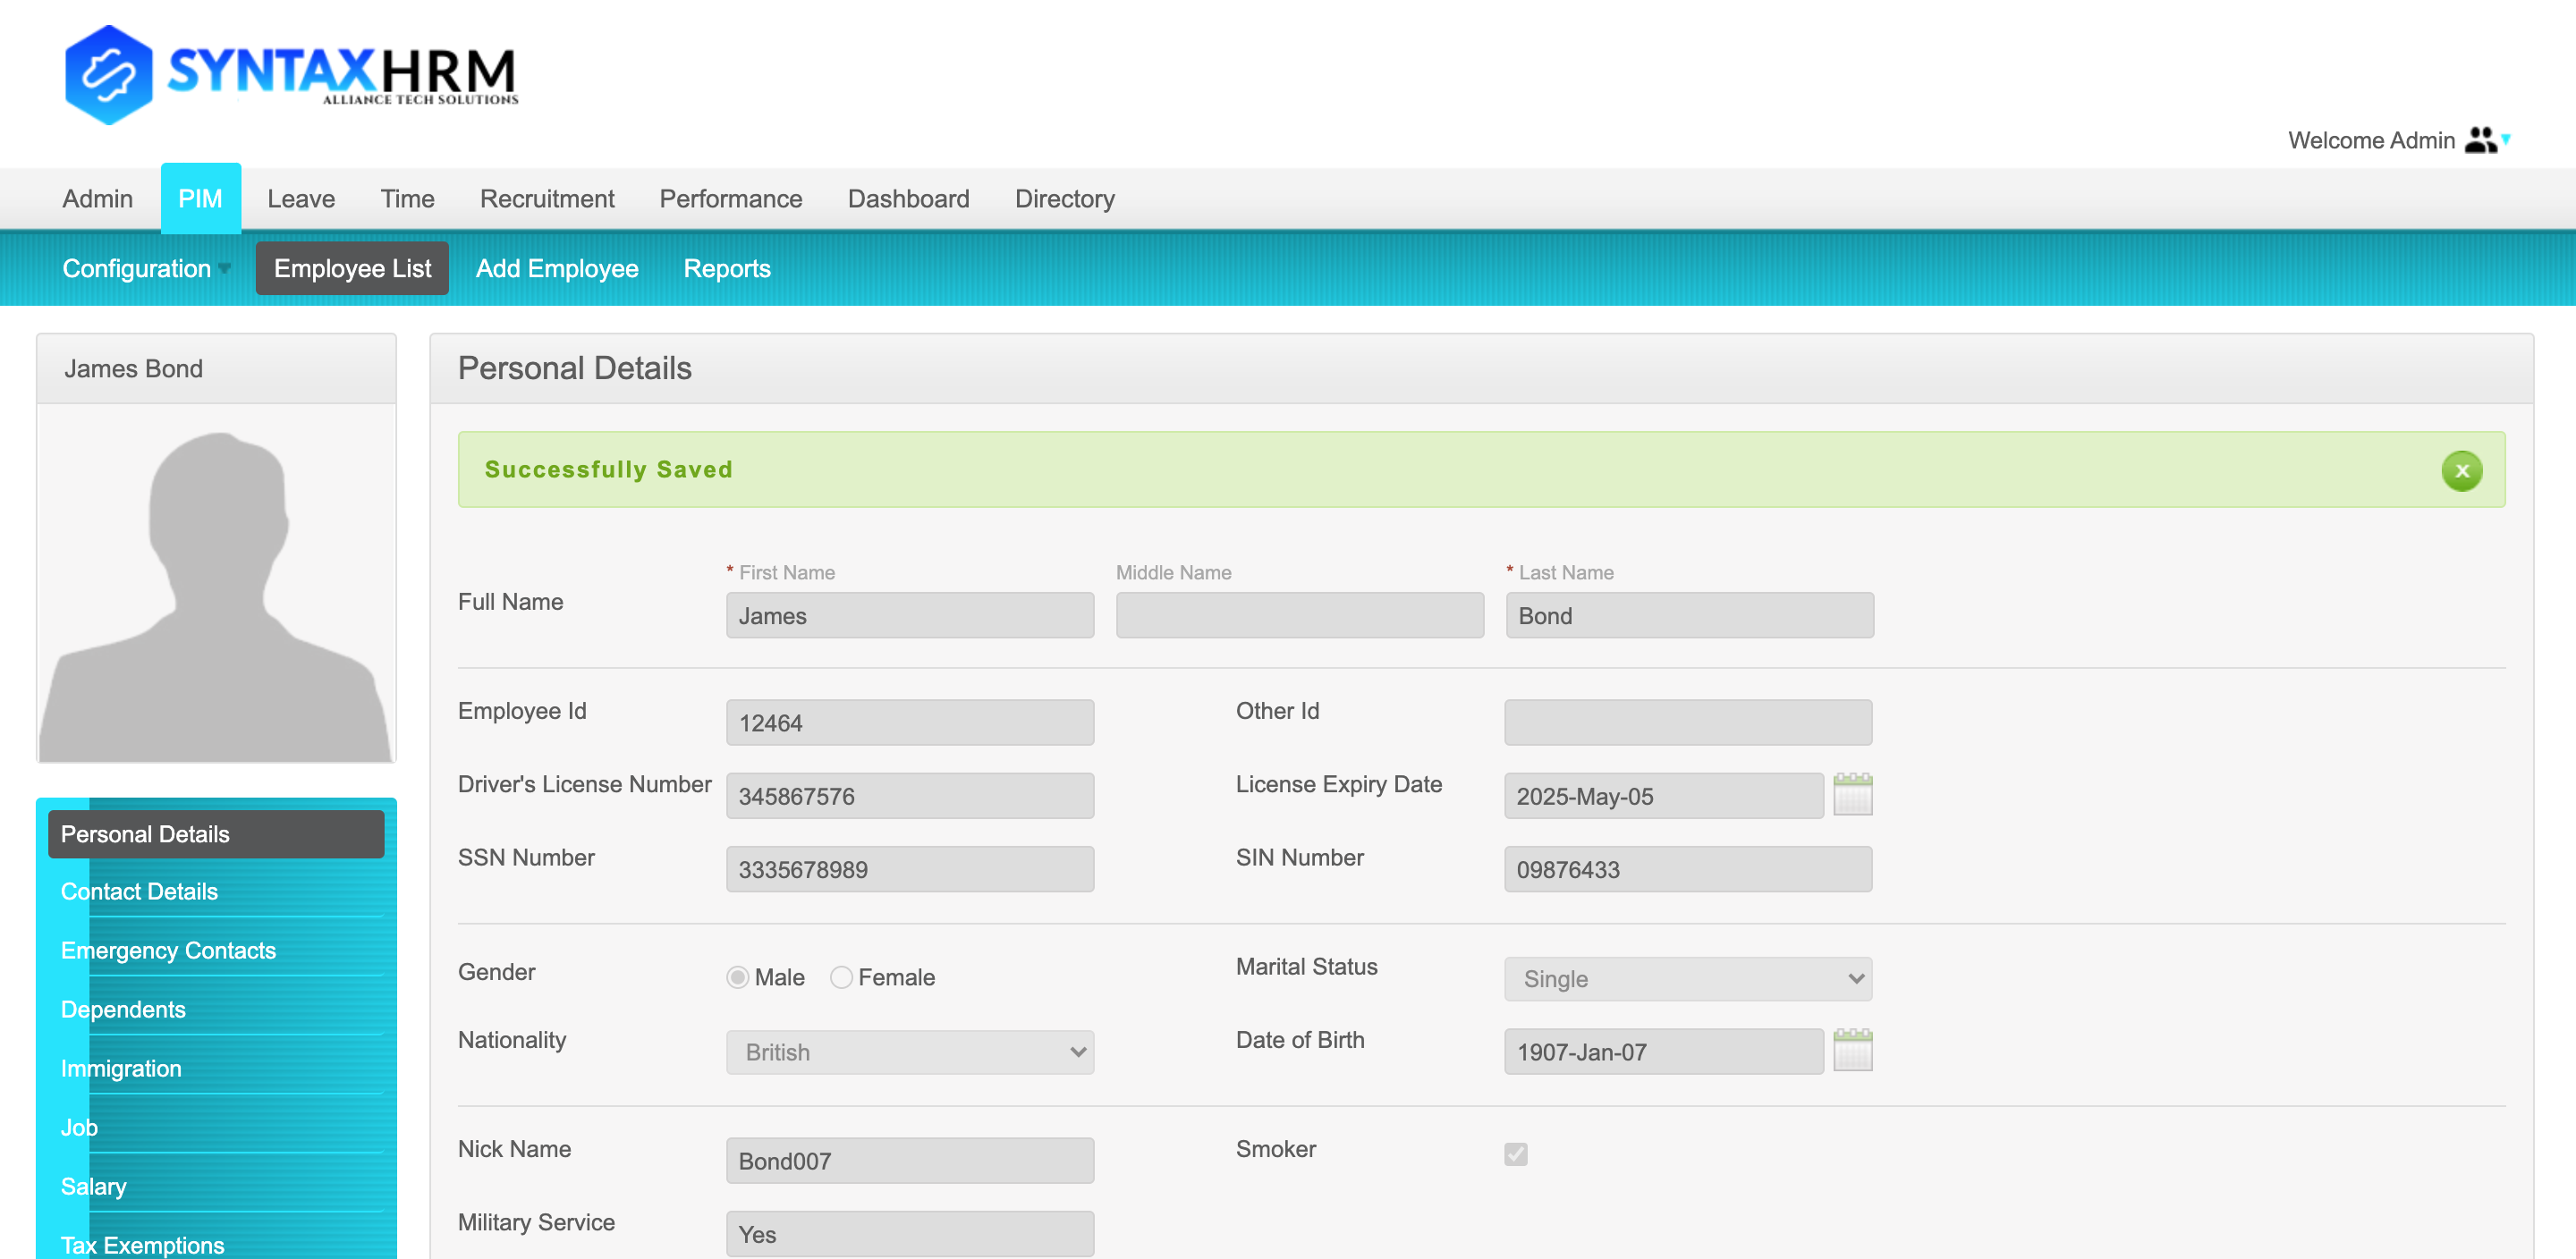 SYNTAXHRM
ALLIANCE TECH SOLUTIONS
Welcome Admin
Admin PIM Leave Time Recruitment Performance Dashboard Directory
Configuration Employee List Add Employee Reports
James Bond
Personal Details
Contact Details
Emergency Contacts
Dependents
Immigration
Job
Salary
Tax Exemptions
Personal Details
Successfully Saved
x
* First Name Middle Name * Last Name
Full Name James Bond
Employee Id 12464 Other Id
Driver's License Number 345867576 License Expiry Date 2025-May-05
SSN Number 3335678989 SIN Number 09876433
Gender Male Female Marital Status Single
Nationality British Date of Birth 1907-Jan-07
Nick Name Bond007 Smoker
Military Service Yes